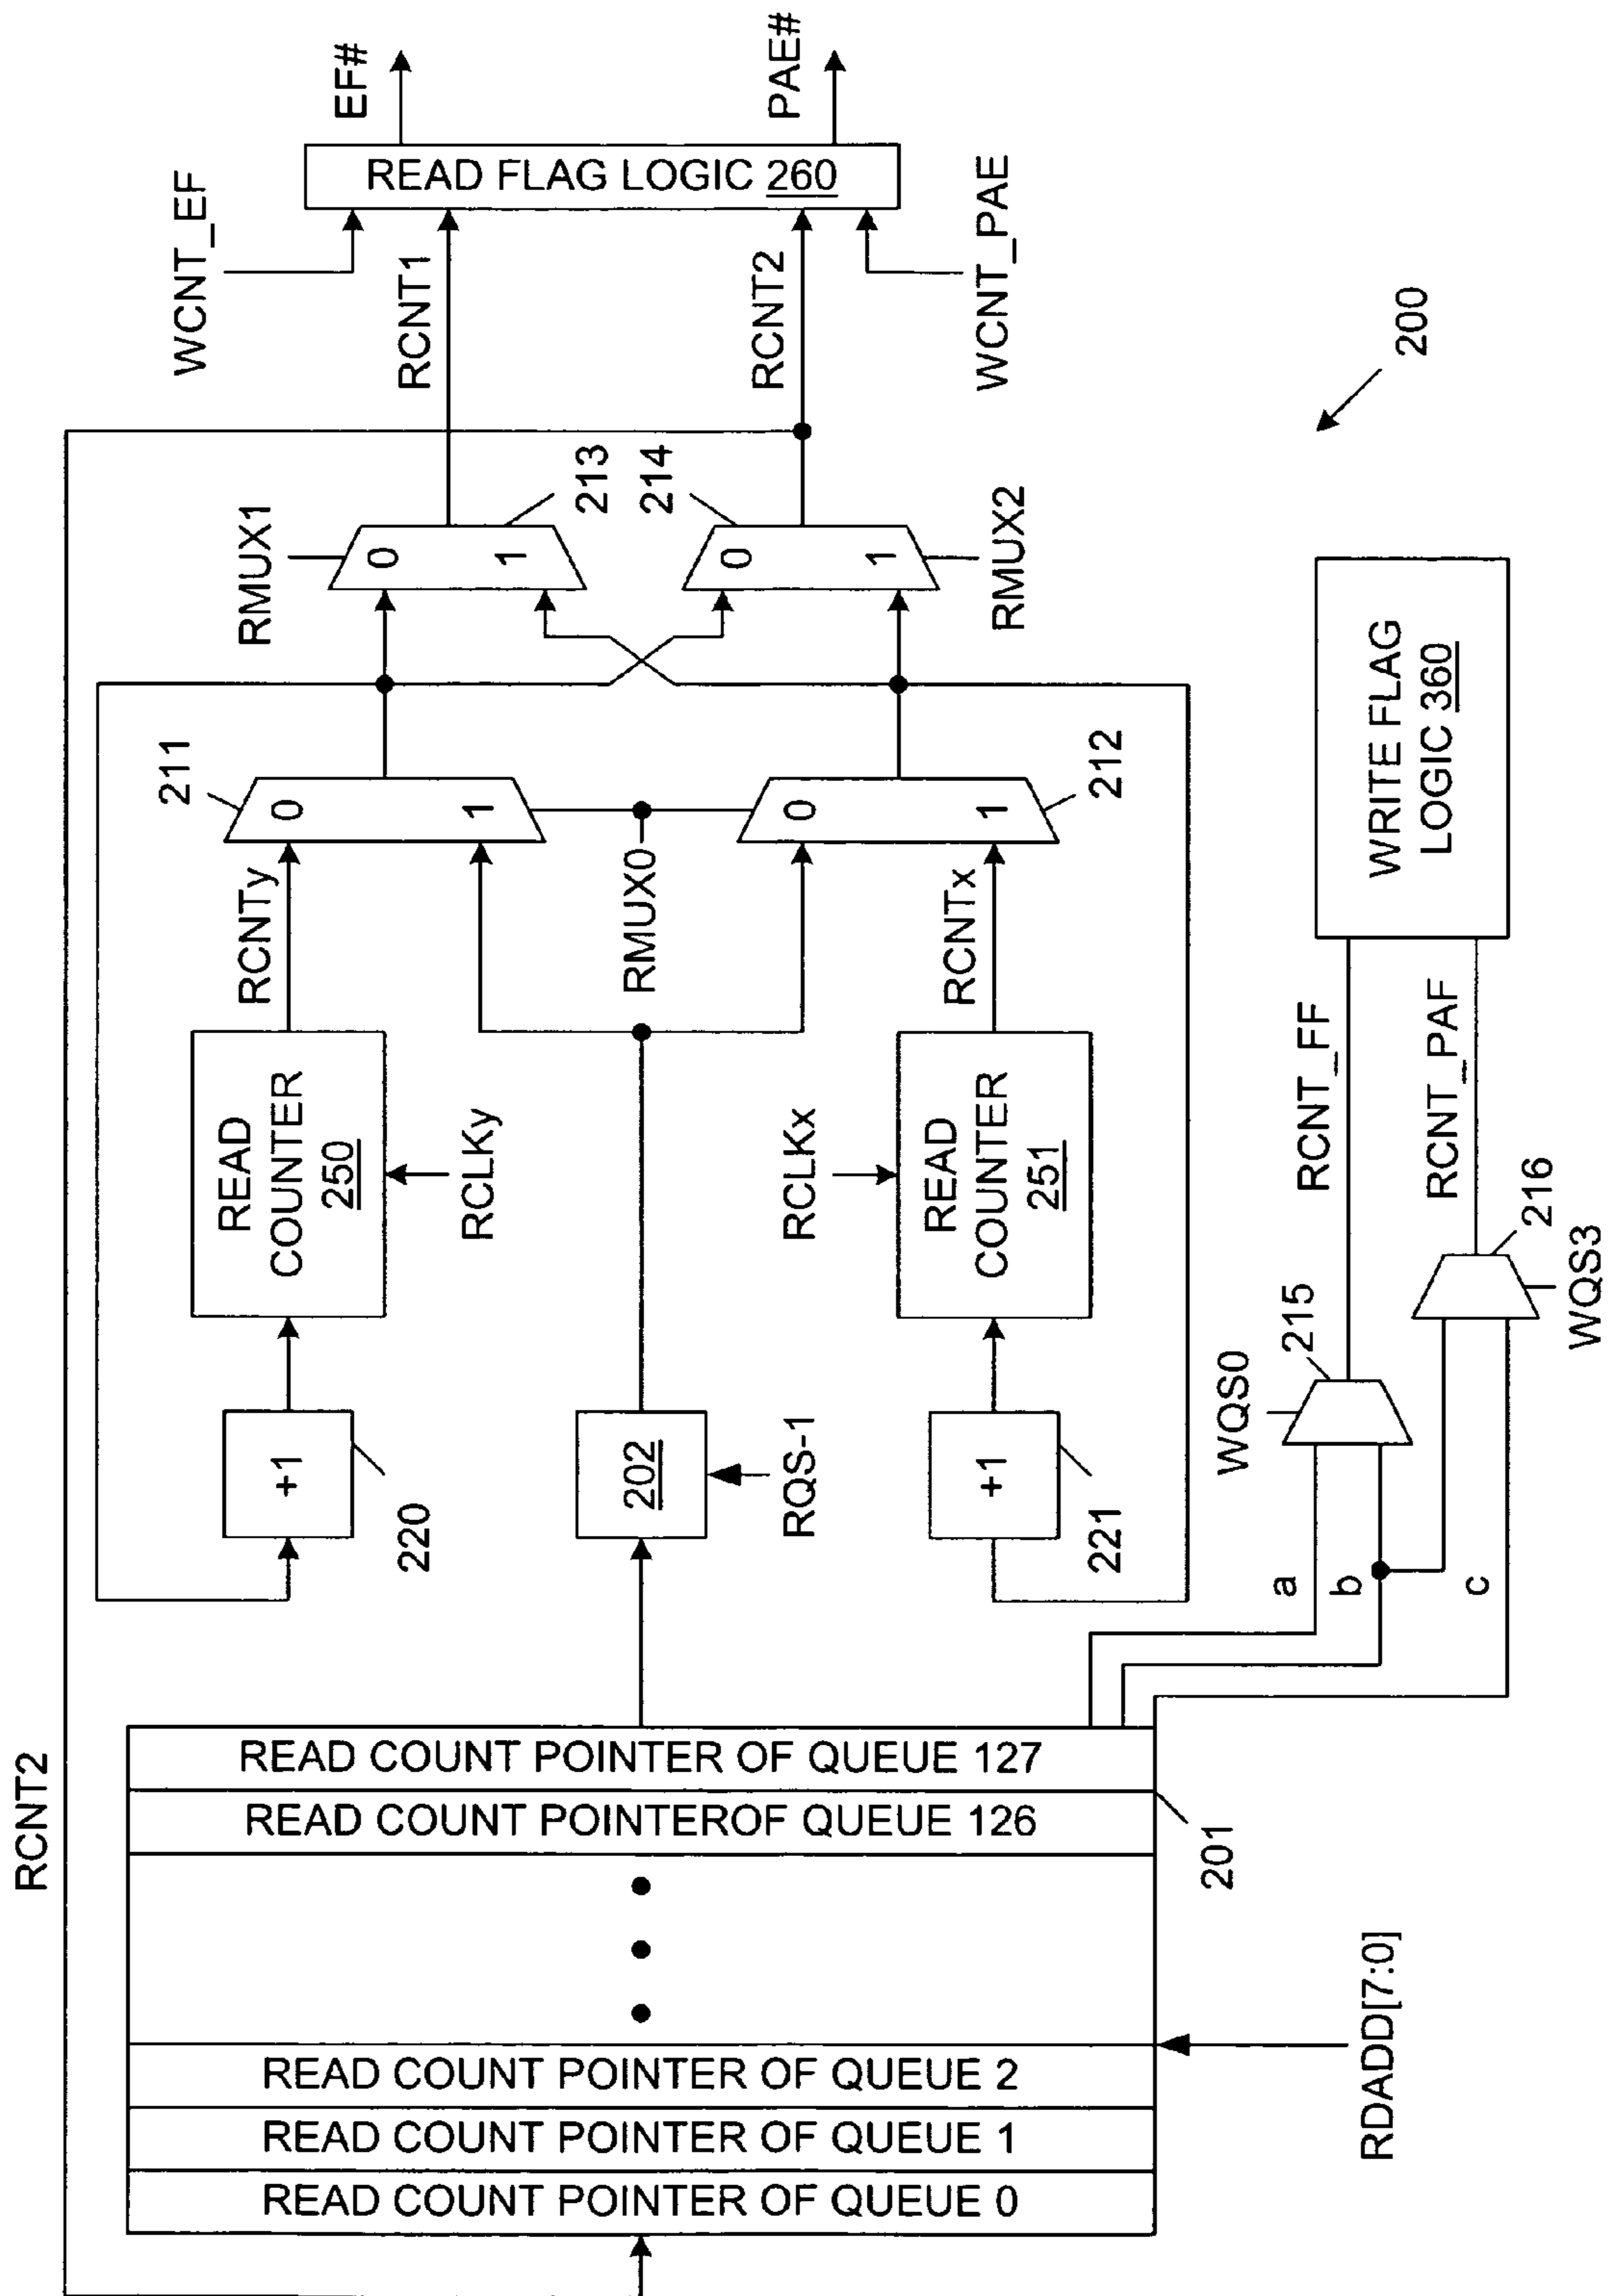 RCNT2
READ COUNT POINTER OF QUEUE 0
READ COUNT POINTER OF QUEUE 1
READ COUNT POINTER OF QUEUE 2
READ COUNT POINTEROF QUEUE 126
READ COUNT POINTER OF QUEUE 127
201
RDADD[7:0]
+1
220
READ
COUNTER
250
RCLKy
RCNTy
202
RQS-1
RMUX0
+1
221
READ
COUNTER
251
RCLKx
RCNTx
211
0
1
212
0
1
RMUX1
0
1
213
214
0
1
RMUX2
WCNT_EF
RCNT1
RCNT2
WCNT_PAE
READ FLAG LOGIC 260
EF#
PAE#
a
b
c
WQS0
215
216
WQS3
RCNT_FF
RCNT_PAF
WRITE FLAG
LOGIC 360
200